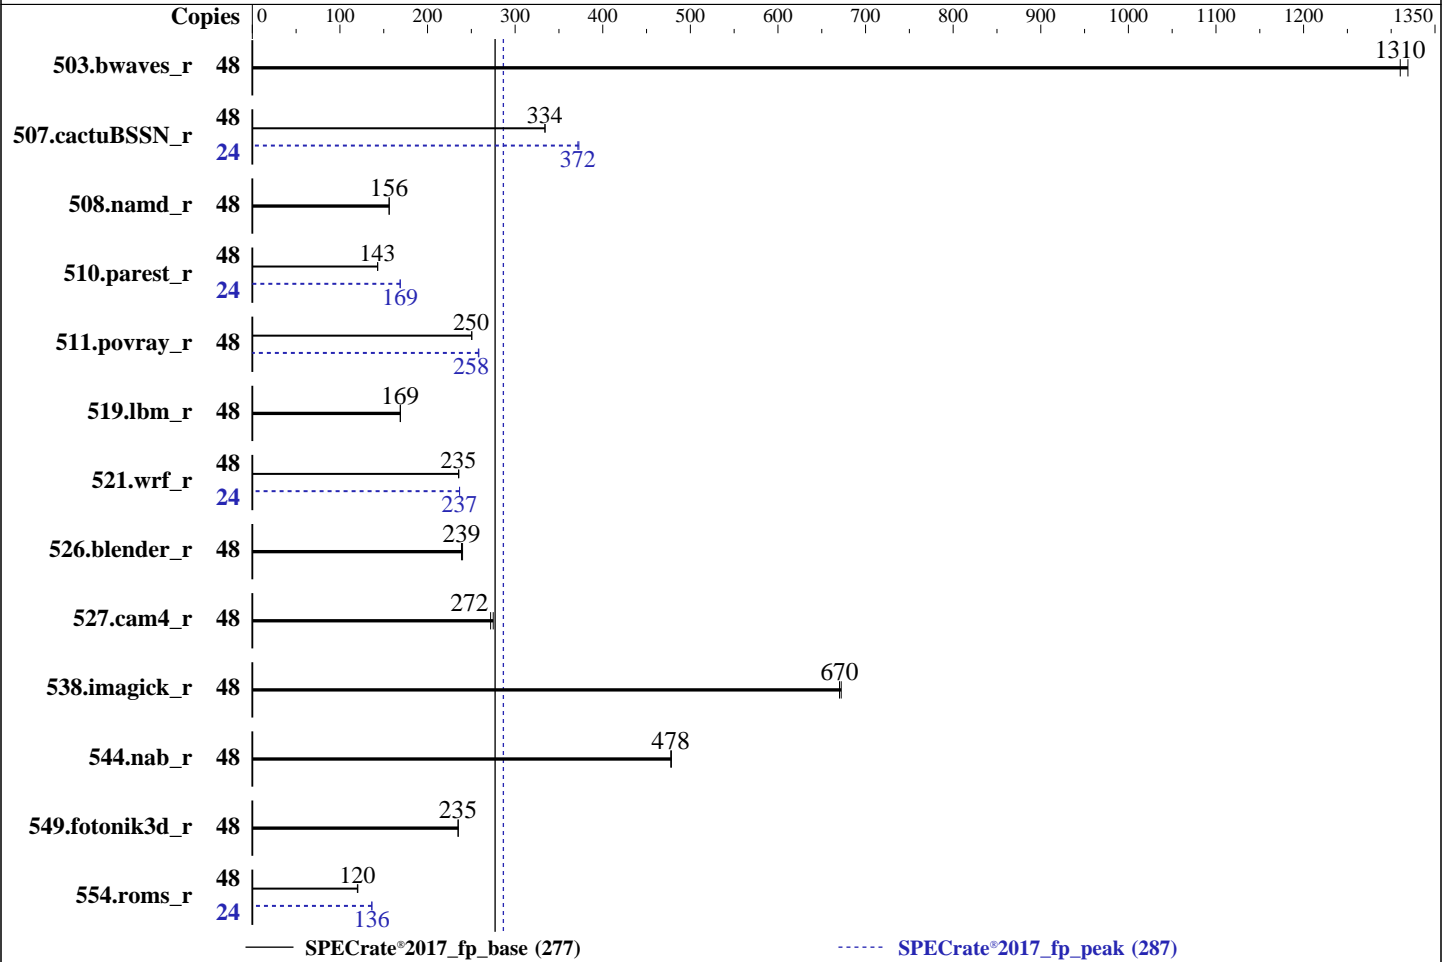 Copies 0 100 200 300 400 500 600 700 800 900 1000 1100 1200 1350
503.bwaves_r 48 1310
507.cactuBSSN_r 48 334
24 372
508.namd_r 48 156
510.parest_r 48 143
24 169
511.povray_r 48 250
258
519.lbm_r 48 169
521.wrf_r 48 235
24 237
526.blender_r 48 239
527.cam4_r 48 272
538.imagick_r 48 670
544.nab_r 48 478
549.fotonik3d_r 48 235
554.roms_r 48 120
24 136
SPECrate®2017_fp_base (277) SPECrate®2017_fp_peak (287)